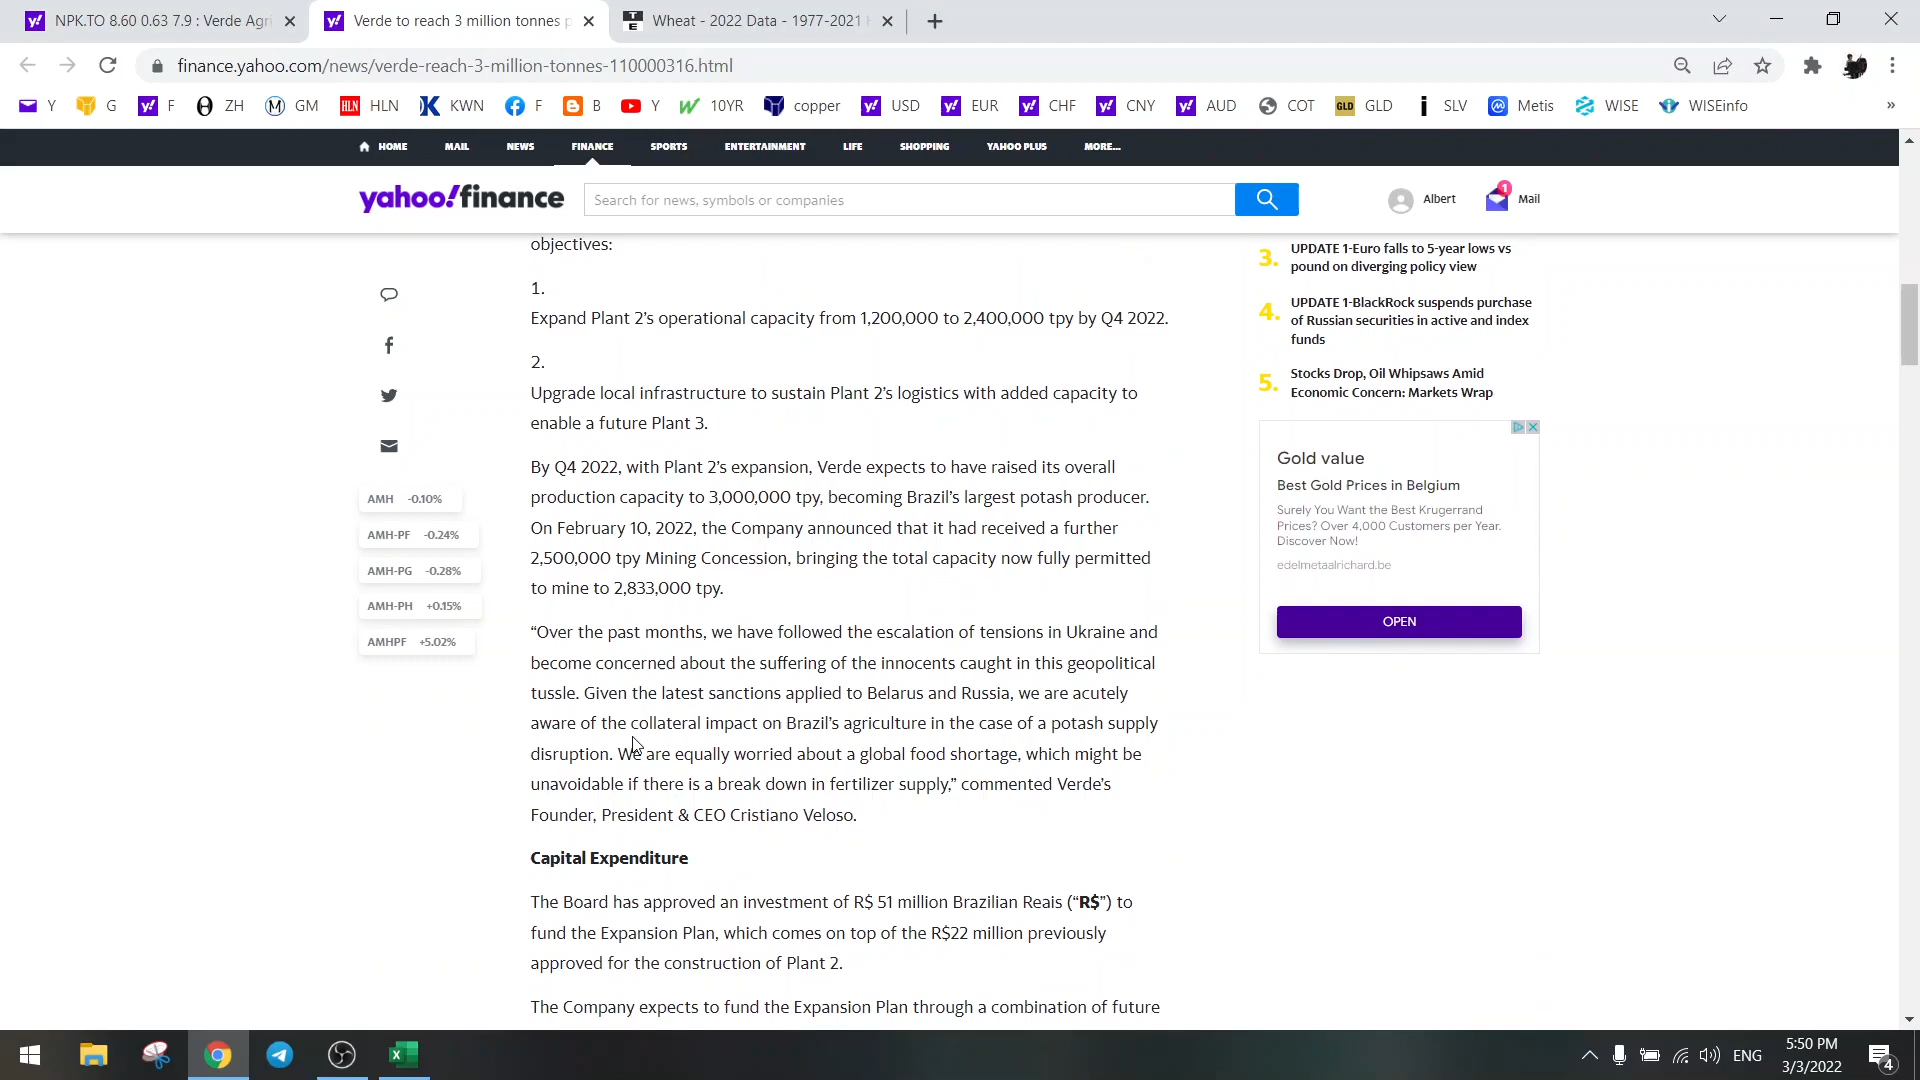 NPK.TO 8.60 0.63 7.9 : Verde Agri
Verde to reach 3 million tonnes p
Wheat - 2022 Data - 1977-2021 H
finance.yahoo.com/news/verde-reach-3-million-tonnes-110000316.html
Y G F ZH GM HLN KWN F B Y 10YR copper USD EUR CHF CNY AUD COT GLD SLV Metis WISE WISEinfo »
HOME MAIL NEWS FINANCE SPORTS ENTERTAINMENT LIFE SHOPPING YAHOO PLUS MORE...
yahoo!finance
Search for news, symbols or companies
Albert
1
Mail
objectives:
1.
Expand Plant 2’s operational capacity from 1,200,000 to 2,400,000 tpy by Q4 2022.
2.
Upgrade local infrastructure to sustain Plant 2’s logistics with added capacity to
enable a future Plant 3.
By Q4 2022, with Plant 2’s expansion, Verde expects to have raised its overall
production capacity to 3,000,000 tpy, becoming Brazil’s largest potash producer.
On February 10, 2022, the Company announced that it had received a further
2,500,000 tpy Mining Concession, bringing the total capacity now fully permitted
to mine to 2,833,000 tpy.
“Over the past months, we have followed the escalation of tensions in Ukraine and
become concerned about the suffering of the innocents caught in this geopolitical
tussle. Given the latest sanctions applied to Belarus and Russia, we are acutely
aware of the collateral impact on Brazil’s agriculture in the case of a potash supply
disruption. We are equally worried about a global food shortage, which might be
unavoidable if there is a break down in fertilizer supply,” commented Verde’s
Founder, President & CEO Cristiano Veloso.
Capital Expenditure
The Board has approved an investment of R$ 51 million Brazilian Reais (“R$”) to
fund the Expansion Plan, which comes on top of the R$22 million previously
approved for the construction of Plant 2.
The Company expects to fund the Expansion Plan through a combination of future
AMH -0.10%
AMH-PF -0.24%
AMH-PG -0.28%
AMH-PH +0.15%
AMHPF +5.02%
3. UPDATE 1-Euro falls to 5-year lows vs
pound on diverging policy view
4. UPDATE 1-BlackRock suspends purchase
of Russian securities in active and index
funds
5. Stocks Drop, Oil Whipsaws Amid
Economic Concern: Markets Wrap
Gold value
Best Gold Prices in Belgium
Surely You Want the Best Krugerrand
Prices? Over 4,000 Customers per Year.
Discover Now!
edelmetaalrichard.be
OPEN
ENG
5:50 PM
3/3/2022
4